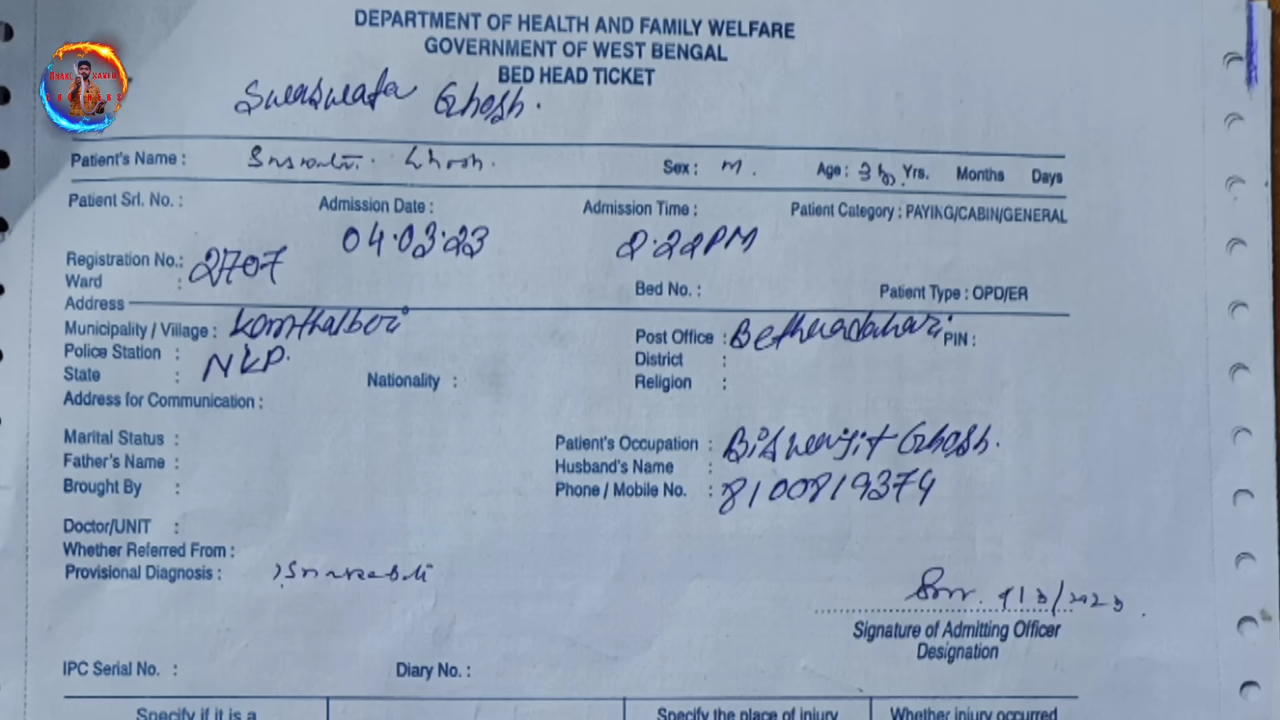 DEPARTMENT OF HEALTH AND FAMILY WELFARE
GOVERNMENT OF WEST BENGAL
BED HEAD TICKET
Swaswata Ghosh.
Patient's Name : Ghosh. Sex : M. Age : Yrs. Months Days
Patient Srl. No. : Admission Date : Admission Time : Patient Category : PAYING/CABIN/GENERAL
04.03.23 2.22PM
Registration No.: 2707
Ward : Bed No. : Patient Type : OPD/ER
Address
Municipality / Village : Post Office : Bethuadahari PIN :
Police Station : NKP. District :
State : Nationality : Religion :
Address for Communication :
Marital Status : Patient's Occupation : Biswajit Ghosh.
Father's Name : Husband's Name :
Brought By : Phone / Mobile No. : 8100819374
Doctor/UNIT :
Whether Referred From :
Provisional Diagnosis :
Signature of Admitting Officer
Designation
IPC Serial No. : Diary No. :
Specify if it is a Specify the place of injury Whether injury occurred